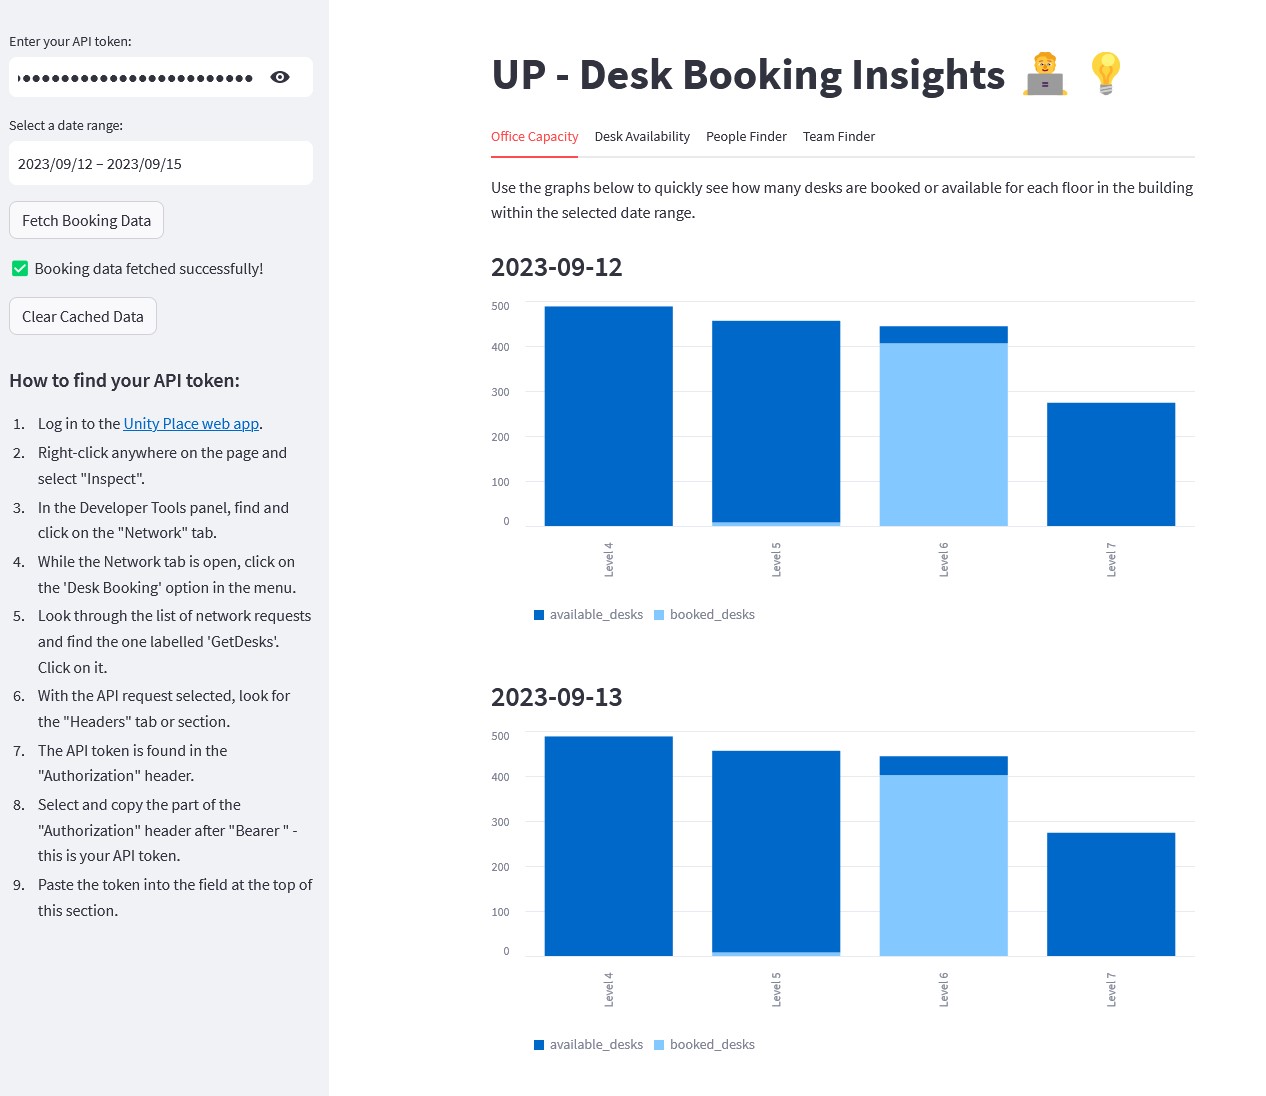 Enter your API token:
Select a date range:
2023/09/12 – 2023/09/15
Fetch Booking Data
Booking data fetched successfully!
Clear Cached Data
How to find your API token:
1. Log in to the Unity Place web app.
2. Right-click anywhere on the page and
select "Inspect".
3. In the Developer Tools panel, find and
click on the "Network" tab.
4. While the Network tab is open, click on
the 'Desk Booking' option in the menu.
5. Look through the list of network requests
and find the one labelled 'GetDesks'.
Click on it.
6. With the API request selected, look for
the "Headers" tab or section.
7. The API token is found in the
"Authorization" header.
8. Select and copy the part of the
"Authorization" header after "Bearer " -
this is your API token.
9. Paste the token into the field at the top of
this section.
UP - Desk Booking Insights
Office Capacity Desk Availability People Finder Team Finder
Use the graphs below to quickly see how many desks are booked or available for each floor in the building
within the selected date range.
2023-09-12
500
400
300
200
100
0
Level 4 Level 5 Level 6 Level 7
available_desks booked_desks
2023-09-13
500
400
300
200
100
0
Level 4 Level 5 Level 6 Level 7
available_desks booked_desks